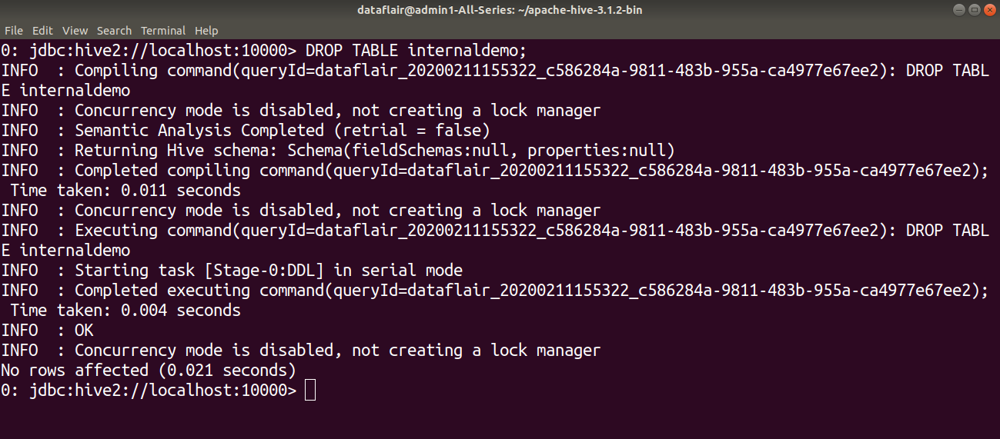 dataflair@admin1-All-Series: ~/apache-hive-3.1.2-bin
File Edit View Search Terminal Help
0: jdbc:hive2://localhost:10000> DROP TABLE internaldemo;
INFO  : Compiling command(queryId=dataflair_20200211155322_c586284a-9811-483b-955a-ca4977e67ee2): DROP TABL
E internaldemo
INFO  : Concurrency mode is disabled, not creating a lock manager
INFO  : Semantic Analysis Completed (retrial = false)
INFO  : Returning Hive schema: Schema(fieldSchemas:null, properties:null)
INFO  : Completed compiling command(queryId=dataflair_20200211155322_c586284a-9811-483b-955a-ca4977e67ee2);
 Time taken: 0.011 seconds
INFO  : Concurrency mode is disabled, not creating a lock manager
INFO  : Executing command(queryId=dataflair_20200211155322_c586284a-9811-483b-955a-ca4977e67ee2): DROP TABL
E internaldemo
INFO  : Starting task [Stage-0:DDL] in serial mode
INFO  : Completed executing command(queryId=dataflair_20200211155322_c586284a-9811-483b-955a-ca4977e67ee2);
 Time taken: 0.004 seconds
INFO  : OK
INFO  : Concurrency mode is disabled, not creating a lock manager
No rows affected (0.021 seconds)
0: jdbc:hive2://localhost:10000>